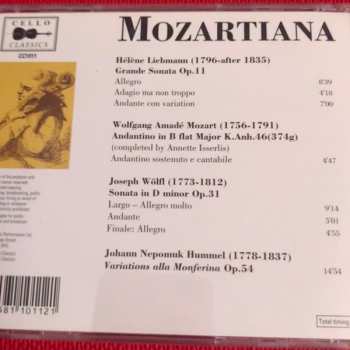 CELLO
CLASSICS
MOZARTIANA
Hélène Liebmann (1796-after 1835)
Grande Sonata Op.11
Allegro 8'39
Adagio ma non troppo 4'18
Andante con variation 7'00
Wolfgang Amadé Mozart (1756-1791)
Andantino in B flat Major K.Anh.46(374g)
(completed by Annette Isserlis)
Andantino sostenuto e cantabile 4'47
Joseph Wölfl (1773-1812)
Sonata in D minor Op.31
Largo – Allegro molto 9'14
Andante 5'01
Finale: Allegro 4'55
Johann Nepomuk Hummel (1778-1837)
Variations alla Monferina Op.54 14'54
581101121
Total timing